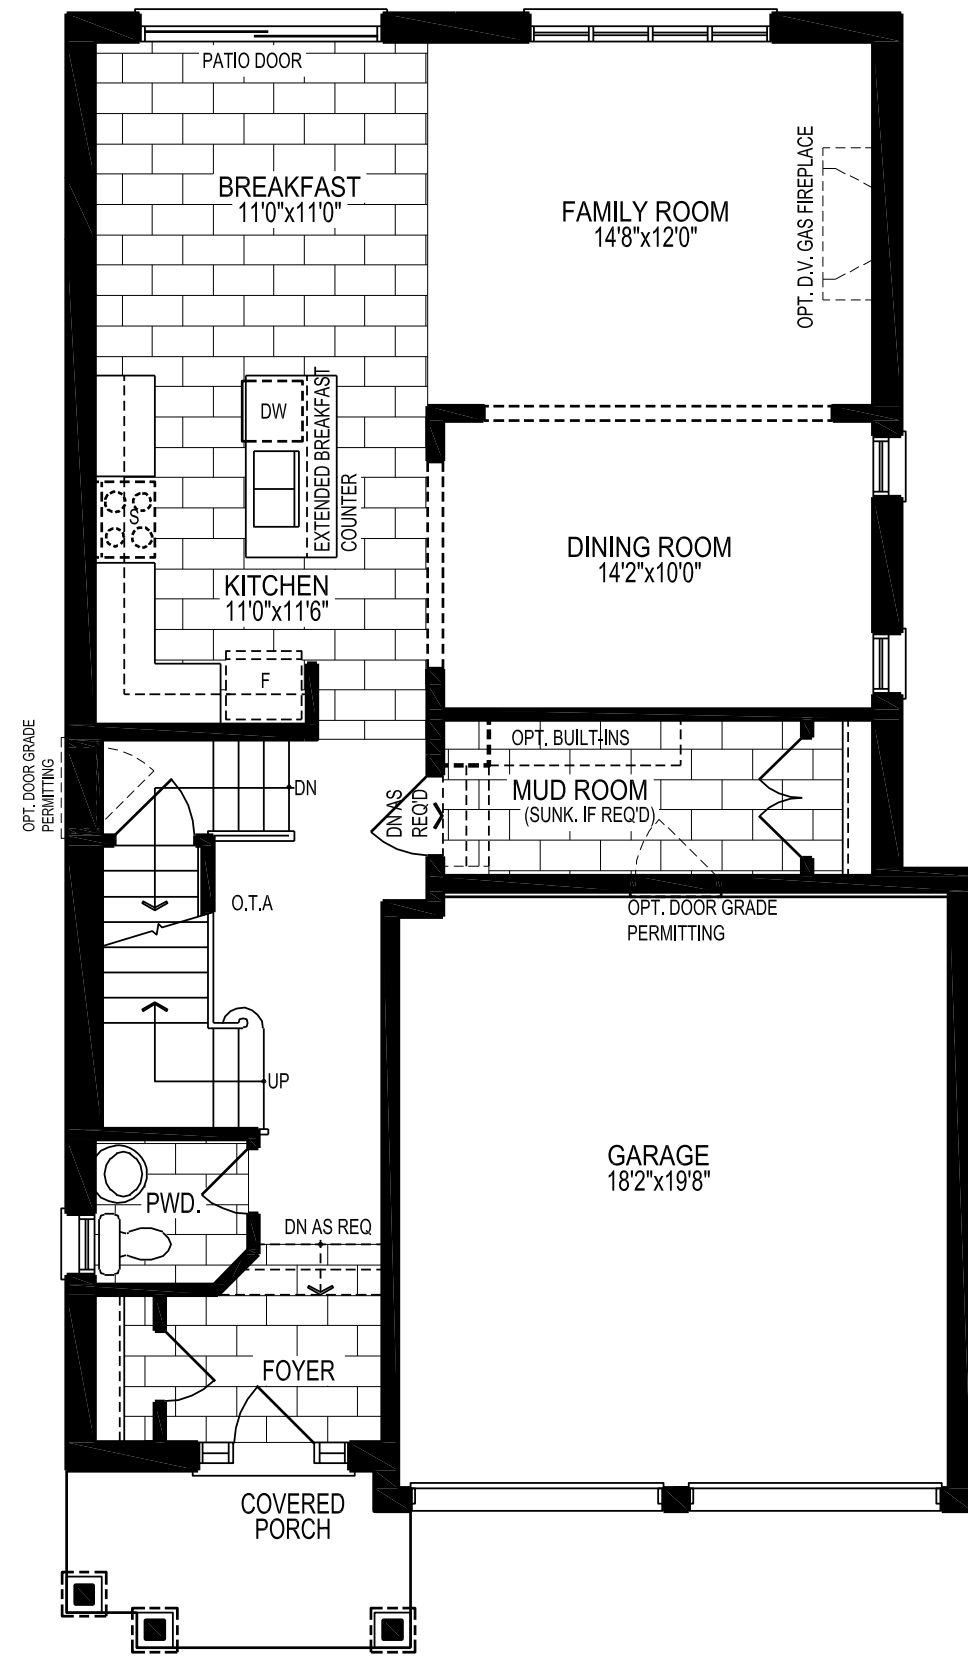 PATIO DOOR
BREAKFAST
11'0"x11'0"
FAMILY ROOM
14'8"x12'0"
OPT. D.V. GAS FIREPLACE
DW
EXTENDED BREAKFAST
COUNTER
S
DINING ROOM
14'2"x10'0"
KITCHEN
11'0"x11'6"
F
OPT. DOOR GRADE
PERMITTING
OPT. BUILT-INS
DN
DN AS
REQ'D
MUD ROOM
(SUNK. IF REQ'D)
O.T.A
OPT. DOOR GRADE
PERMITTING
UP
GARAGE
18'2"x19'8"
PWD.
DN AS REQ
FOYER
COVERED
PORCH